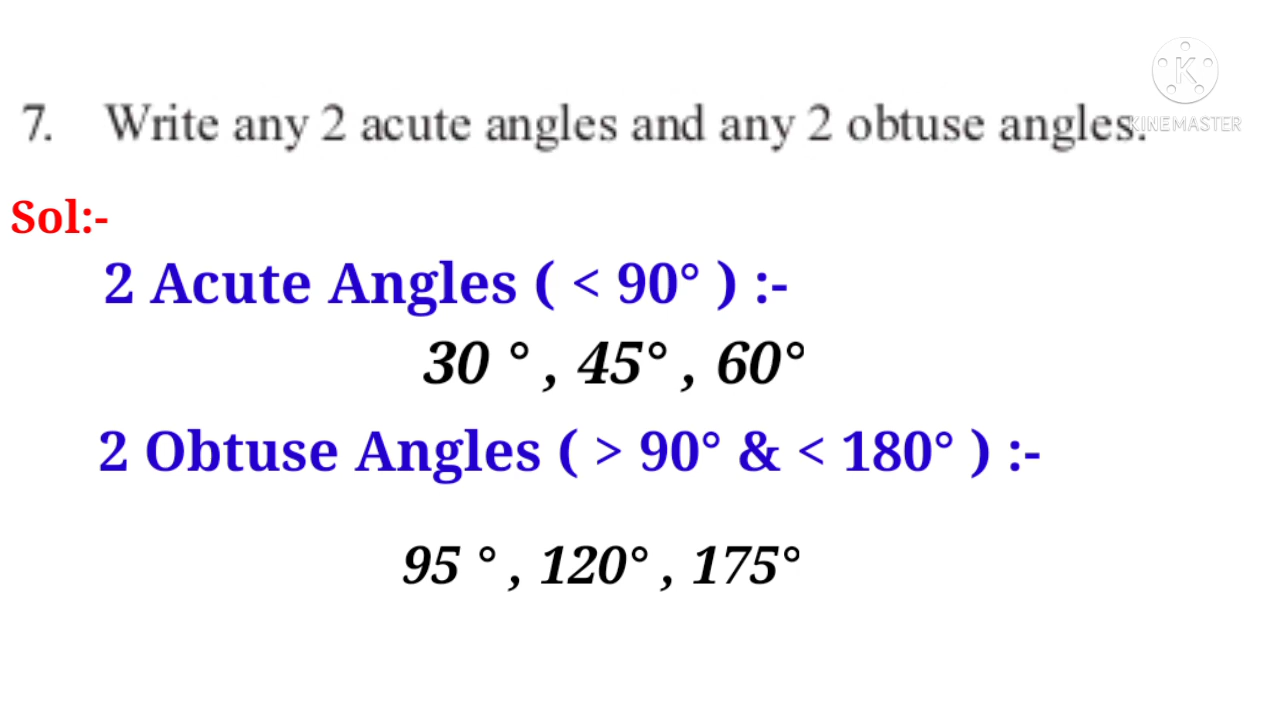 7. Write any 2 acute angles and any 2 obtuse angles.
K
KINEMASTER
Sol:-
2 Acute Angles ( < 90° ) :-
30 ° , 45° , 60°
2 Obtuse Angles ( > 90° & < 180° ) :-
95 ° , 120° , 175°